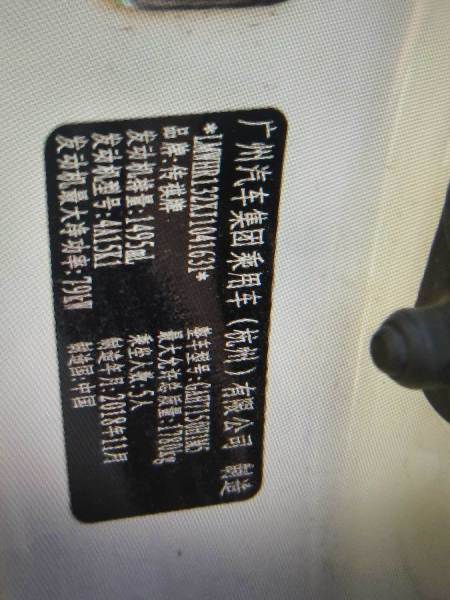 广州汽车集团乘用车（杭州）有限公司 制造
*LMWHR132XJ1041631*
品牌:传祺牌
整车型号:GAH7150H1M5
发动机排量:1495mL
最大允许总质量:1780kg
发动机型号:4A15K1
乘坐人数:5人
发动机最大净功率:79kW
制造年月:2018年11月
制造国:中国